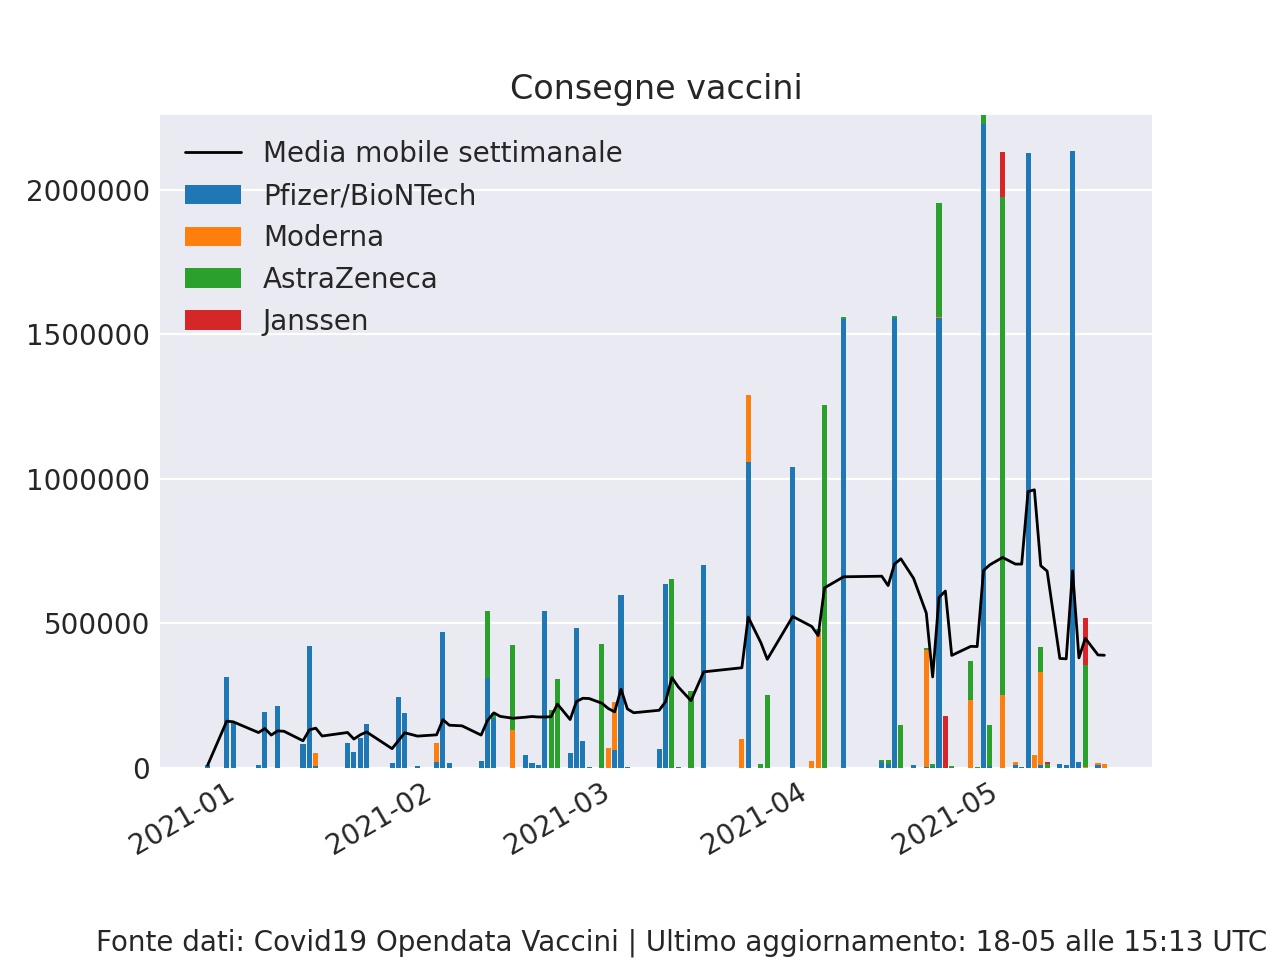 Consegne vaccini
Media mobile settimanale
Pfizer/BioNTech
Moderna
AstraZeneca
Janssen
2000000
1500000
1000000
500000
0
2021-01
2021-02
2021-03
2021-04
2021-05
Fonte dati: Covid19 Opendata Vaccini | Ultimo aggiornamento: 18-05 alle 15:13 UTC